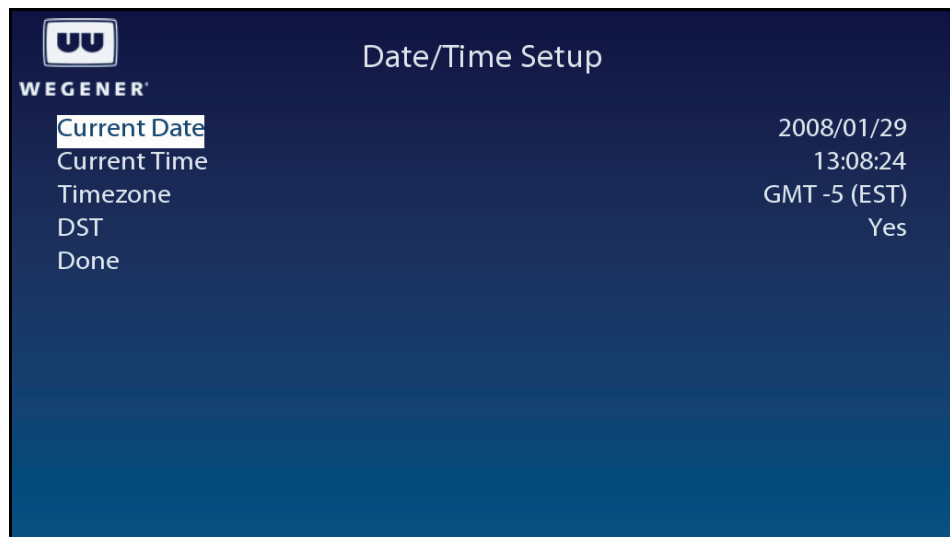 WEGENER
Date/Time Setup
Current Date 2008/01/29
Current Time 13:08:24
Timezone GMT -5 (EST)
DST Yes
Done